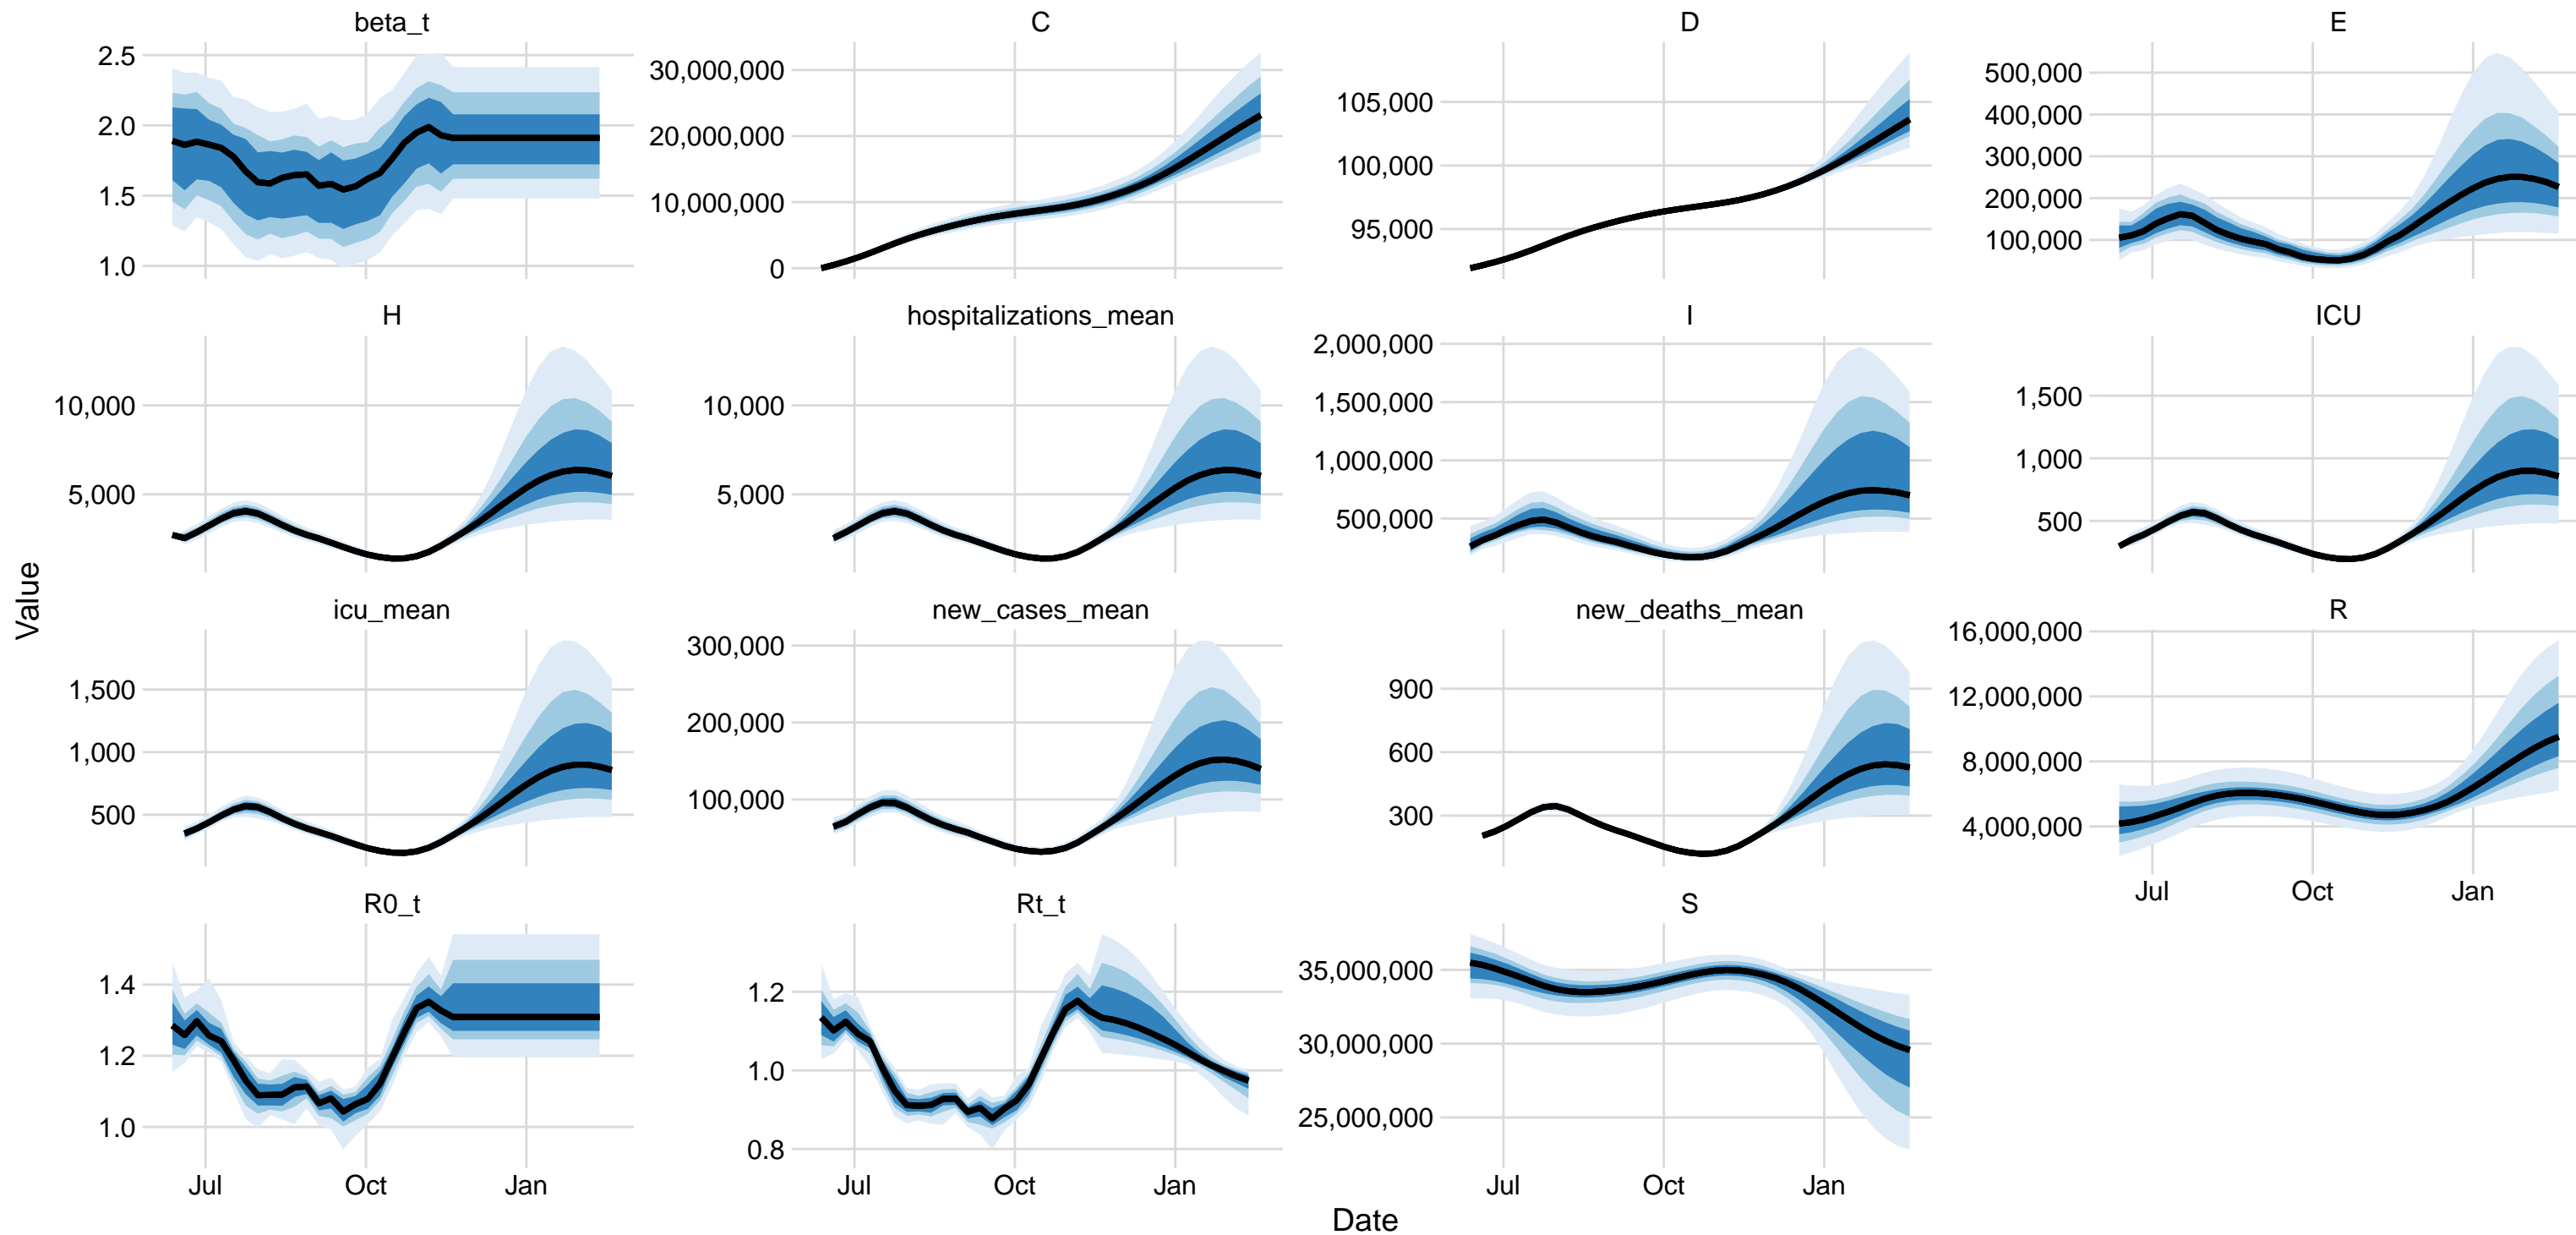 beta_t
C
D
E
2.5
2.0
1.5
1.0
30,000,000
20,000,000
10,000,000
0
105,000
100,000
95,000
500,000
400,000
300,000
200,000
100,000
H
hospitalizations_mean
I
ICU
10,000
5,000
10,000
5,000
2,000,000
1,500,000
1,000,000
500,000
1,500
1,000
500
Value
icu_mean
new_cases_mean
new_deaths_mean
R
1,500
1,000
500
300,000
200,000
100,000
900
600
300
16,000,000
12,000,000
8,000,000
4,000,000
Jul Oct Jan
R0_t
Rt_t
S
1.4
1.2
1.0
1.2
1.0
0.8
35,000,000
30,000,000
25,000,000
Jul Oct Jan
Jul Oct Jan
Jul Oct Jan
Date